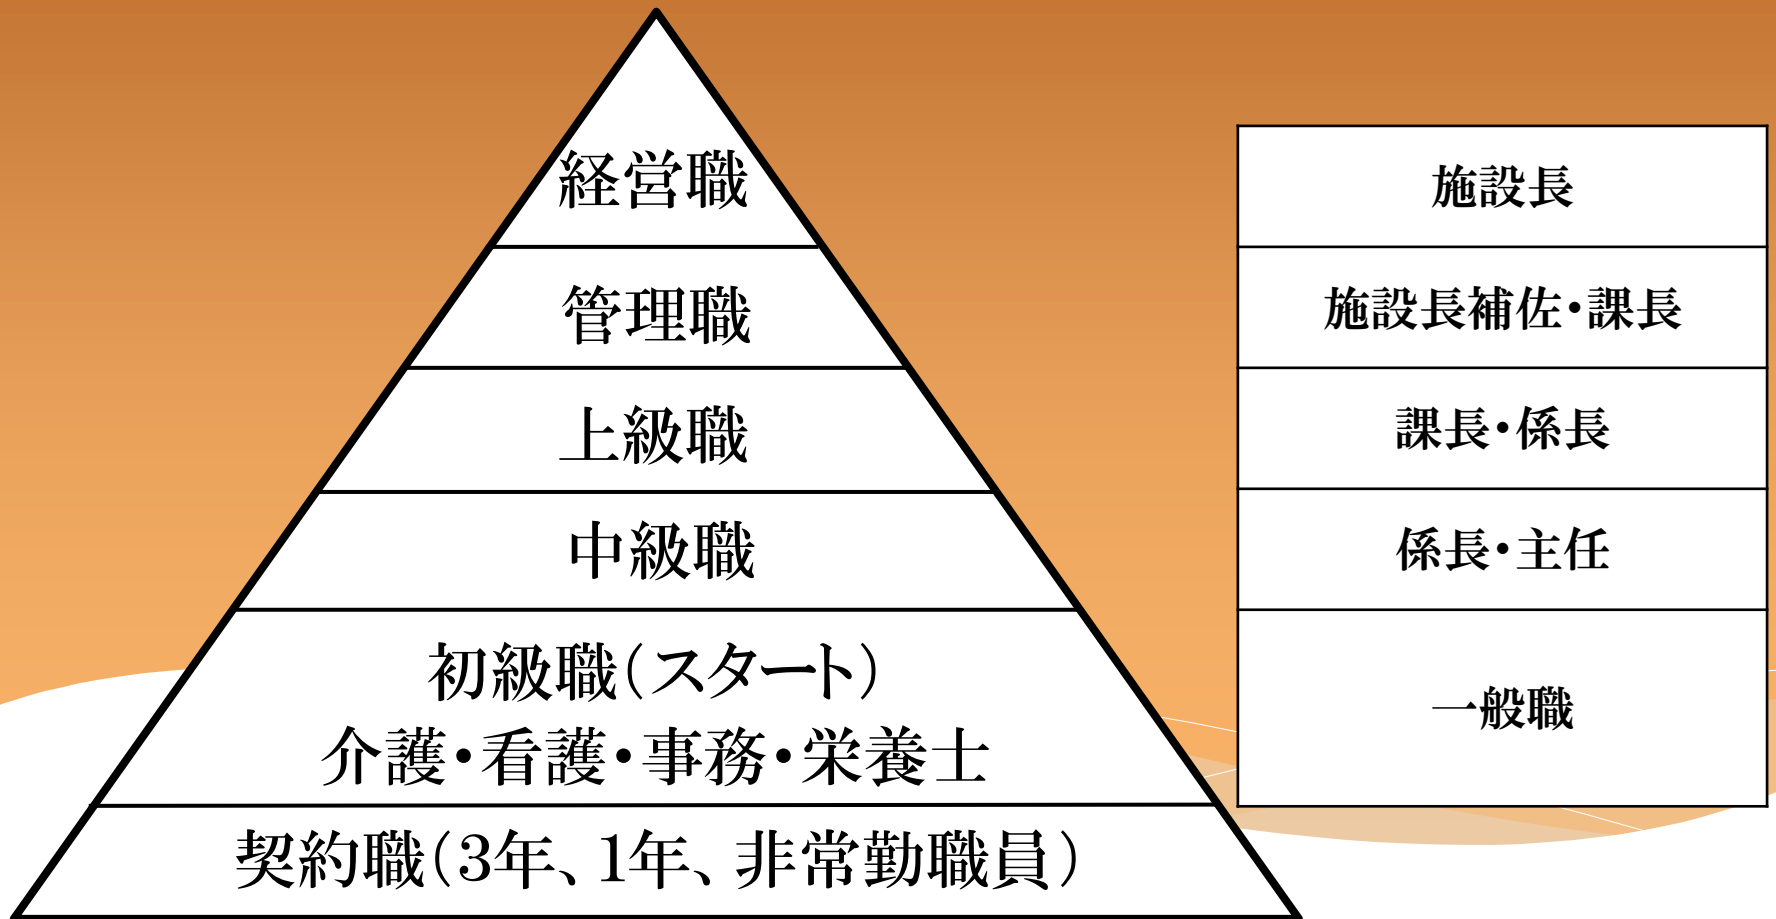 経営職
管理職
上級職
中級職
初級職(スタート)
介護・看護・事務・栄養士
契約職(3年、1年、非常勤職員)
施設長
施設長補佐・課長
課長・係長
係長・主任
一般職